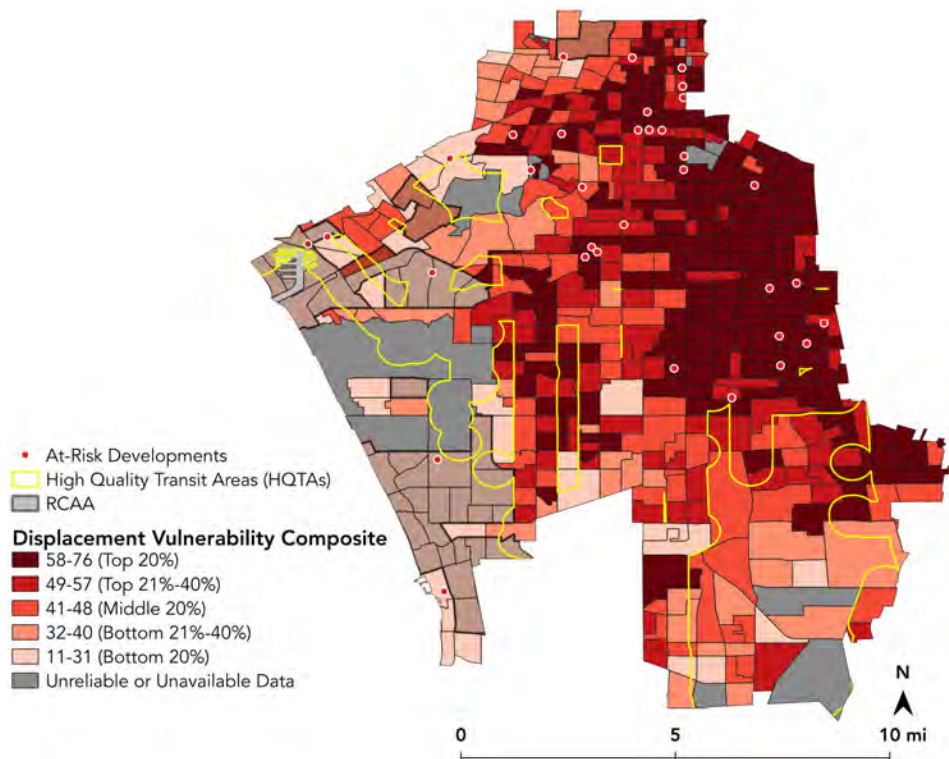 At-Risk Developments
High Quality Transit Areas (HQTAs)
RCAA
Displacement Vulnerability Composite
58-76 (Top 20%)
49-57 (Top 21%-40%)
41-48 (Middle 20%)
32-40 (Bottom 21%-40%)
11-31 (Bottom 20%)
Unreliable or Unavailable Data
N
0 5 10 mi